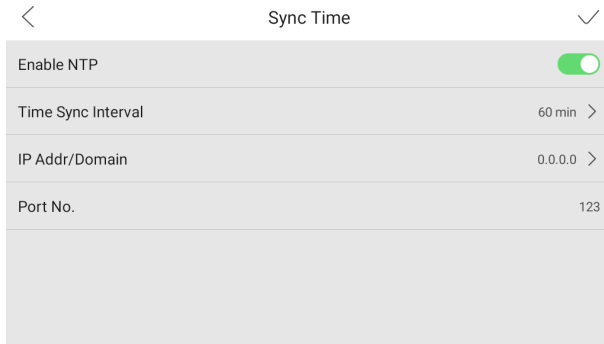 Sync Time
Enable NTP
Time Sync Interval 60 min
IP Addr/Domain 0.0.0.0
Port No. 123